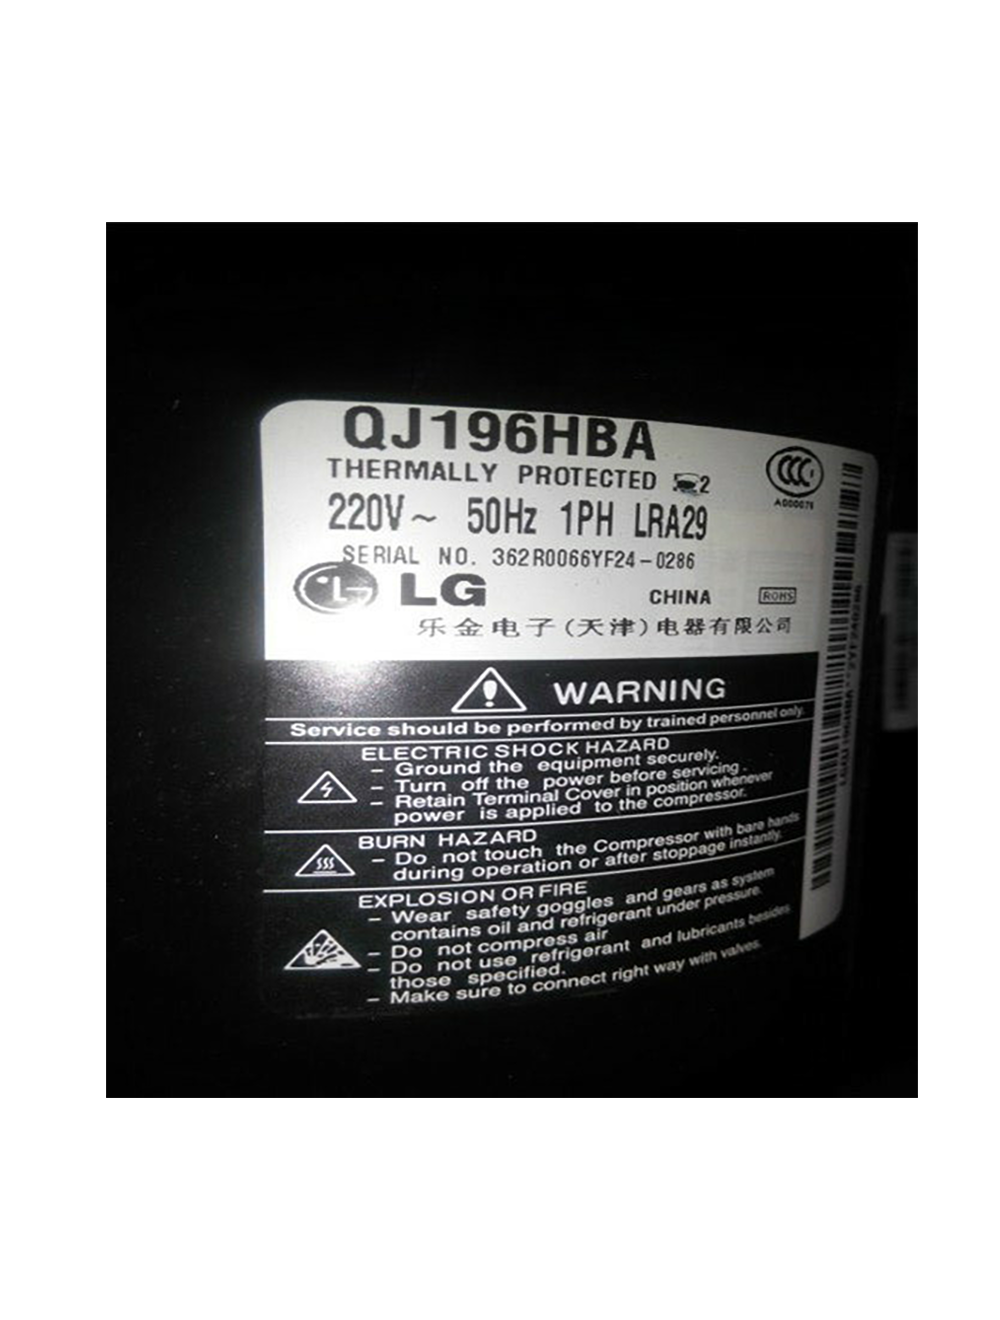 QJ196HBA
THERMALLY PROTECTED 2
220V ~ 50Hz 1PH LRA29
SERIAL NO. 362R0066YF24-0286
LG CHINA ROHS
乐金电子(天津)电器有限公司
CCC
WARNING
Service should be performed by trained personnel only.
ELECTRIC SHOCK HAZARD
- Ground the equipment securely.
- Turn off the power before servicing.
- Retain Terminal Cover in position whenever
power is applied to the compressor.
BURN HAZARD
- Do not touch the Compressor with bare hands
during operation or after stoppage instantly.
EXPLOSION OR FIRE
- Wear safety goggles and gears as system
contains oil and refrigerant under pressure.
- Do not compress air
- Do not use refrigerant and lubricants besides
those specified.
- Make sure to connect right way with valves.